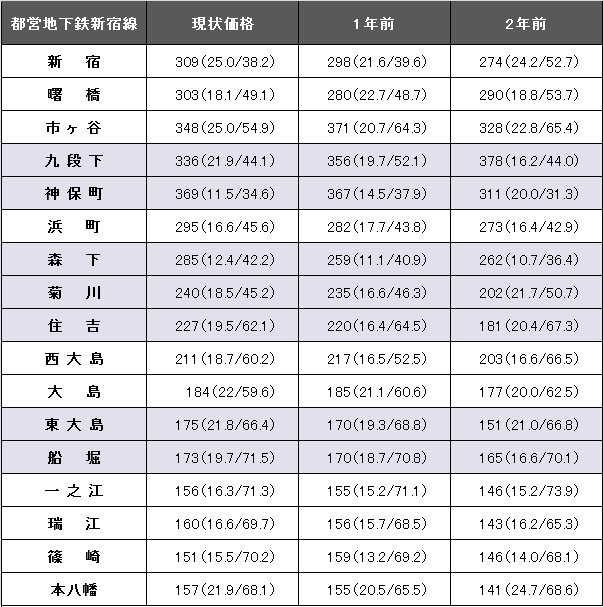 都営地下鉄新宿線 現状価格 1年前 2年前
新宿 309(25.0/38.2) 298(21.6/39.6) 274(24.2/52.7)
曙橋 303(18.1/49.1) 280(22.7/48.7) 290(18.8/53.7)
市ヶ谷 348(25.0/54.9) 371(20.7/64.3) 328(22.8/65.4)
九段下 336(21.9/44.1) 356(19.7/52.1) 378(16.2/44.0)
神保町 369(11.5/34.6) 367(14.5/37.9) 311(20.0/31.3)
浜町 295(16.6/45.6) 282(17.7/43.8) 273(16.4/42.9)
森下 285(12.4/42.2) 259(11.1/40.9) 262(10.7/36.4)
菊川 240(18.5/45.2) 235(16.6/46.3) 202(21.7/50.7)
住吉 227(19.5/62.1) 220(16.4/64.5) 181(20.4/67.3)
西大島 211(18.7/60.2) 217(16.5/52.5) 203(16.6/66.5)
大島 184(22/59.6) 185(21.1/60.6) 177(20.0/62.5)
東大島 175(21.8/66.4) 170(19.3/68.8) 151(21.0/66.8)
船堀 173(19.7/71.5) 170(18.7/70.8) 165(16.6/70.1)
一之江 156(16.3/71.3) 155(15.2/71.1) 146(15.2/73.9)
瑞江 160(16.6/69.7) 156(15.7/68.5) 143(16.2/65.3)
篠崎 151(15.5/70.2) 159(13.2/69.2) 146(14.0/68.1)
本八幡 157(21.9/68.1) 155(20.5/65.5) 141(24.7/68.6)